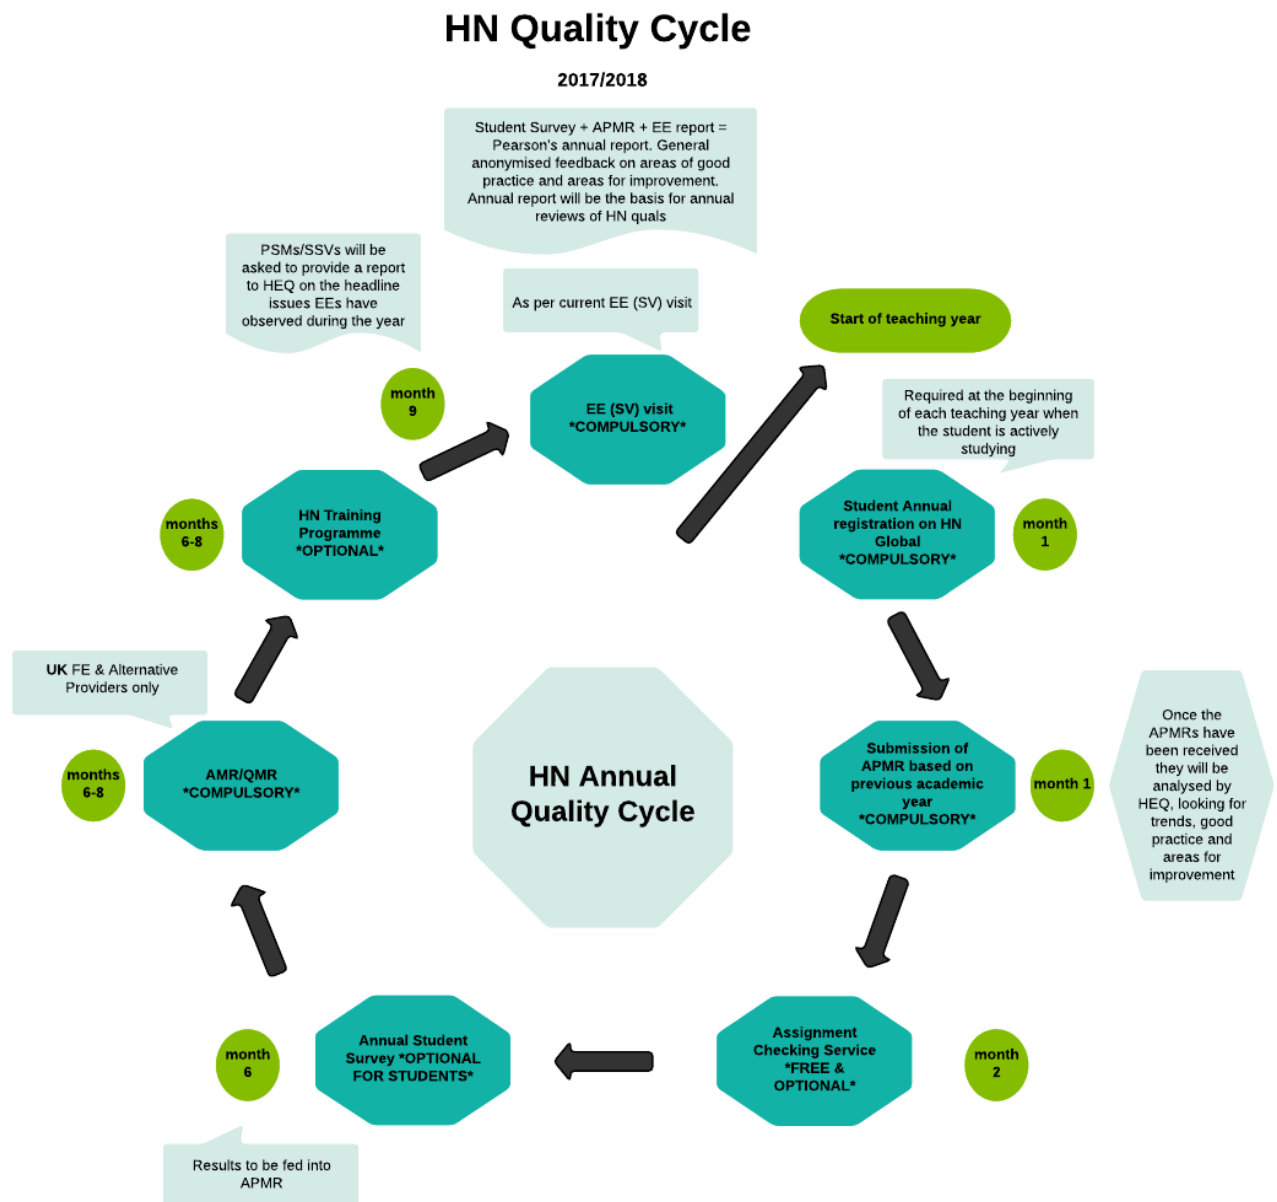 HN Quality Cycle
2017/2018
Student Survey + APMR + EE report =
Pearson's annual report. General
anonymised feedback on areas of good
practice and areas for improvement.
Annual report will be the basis for annual
reviews of HN quals
PSMs/SSVs will be
asked to provide a report
to HEQ on the headline
issues EEs have
observed during the year
As per current EE (SV) visit
Start of teaching year
month
9
EE (SV) visit
*COMPULSORY*
Required at the beginning
of each teaching year when
the student is actively
studying
months
6-8
HN Training
Programme
*OPTIONAL*
Student Annual
registration on HN
Global
*COMPULSORY*
month
1
UK FE & Alternative
Providers only
months
6-8
AMR/QMR
*COMPULSORY*
HN Annual
Quality Cycle
Submission of
APMR based on
previous academic
year
*COMPULSORY*
month 1
Once the
APMRs have
been received
they will be
analysed by
HEQ, looking for
trends, good
practice and
areas for
improvement
month
6
Annual Student
Survey *OPTIONAL
FOR STUDENTS*
Assignment
Checking Service
*FREE &
OPTIONAL*
month
2
Results to be fed into
APMR